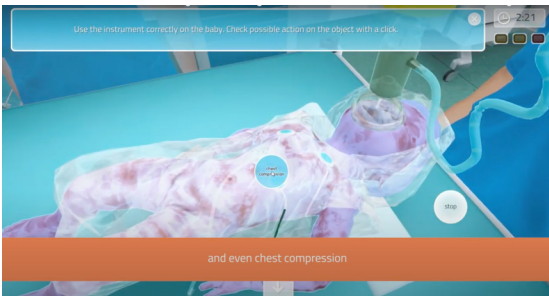 Use the instrument correctly on the baby. Check possible action on the object with a click.
2:21
chest
compression
stop
and even chest compression